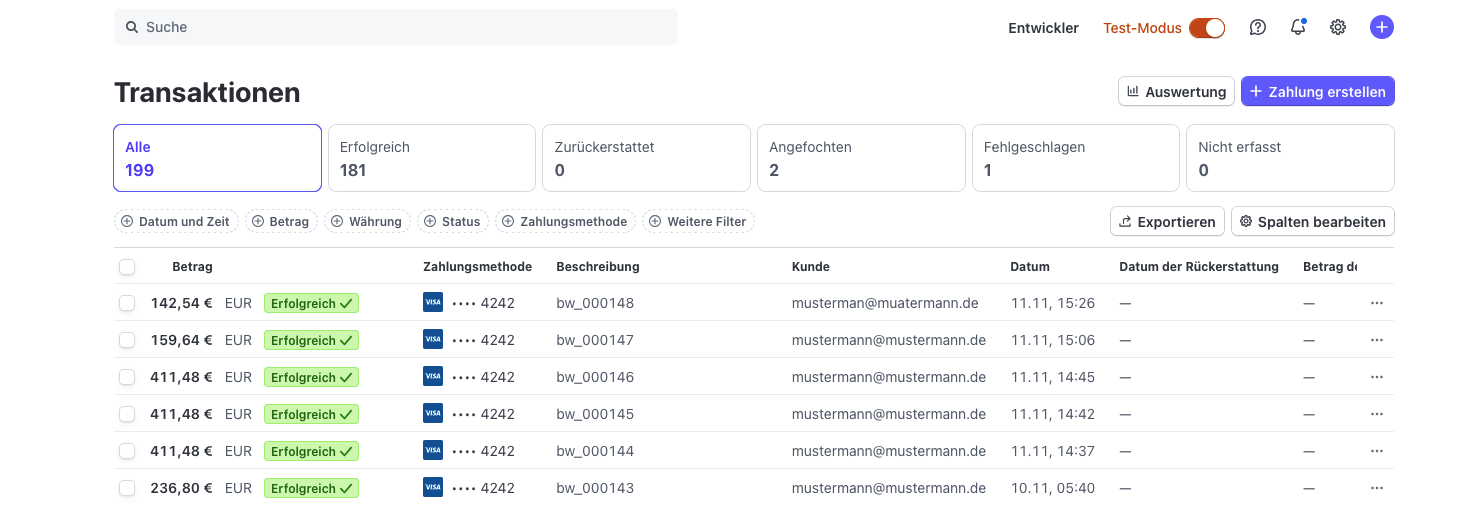 Suche Entwickler Test-Modus
Transaktionen Auswertung Zahlung erstellen
Alle Erfolgreich Zurückerstattet Angefochten Fehlgeschlagen Nicht erfasst
199 181 0 2 1 0
Datum und Zeit Betrag Währung Status Zahlungsmethode Weitere Filter Exportieren Spalten bearbeiten
Betrag Zahlungsmethode Beschreibung Kunde Datum Datum der Rückerstattung Betrag de
142,54 € EUR Erfolgreich VISA •••• 4242 bw_000148 musterman@muatermann.de 11.11, 15:26 — — ···
159,64 € EUR Erfolgreich VISA •••• 4242 bw_000147 mustermann@mustermann.de 11.11, 15:06 — — ···
411,48 € EUR Erfolgreich VISA •••• 4242 bw_000146 mustermann@mustermann.de 11.11, 14:45 — — ···
411,48 € EUR Erfolgreich VISA •••• 4242 bw_000145 mustermann@mustermann.de 11.11, 14:42 — — ···
411,48 € EUR Erfolgreich VISA •••• 4242 bw_000144 mustermann@mustermann.de 11.11, 14:37 — — ···
236,80 € EUR Erfolgreich VISA •••• 4242 bw_000143 mustermann@mustermann.de 10.11, 05:40 — — ···